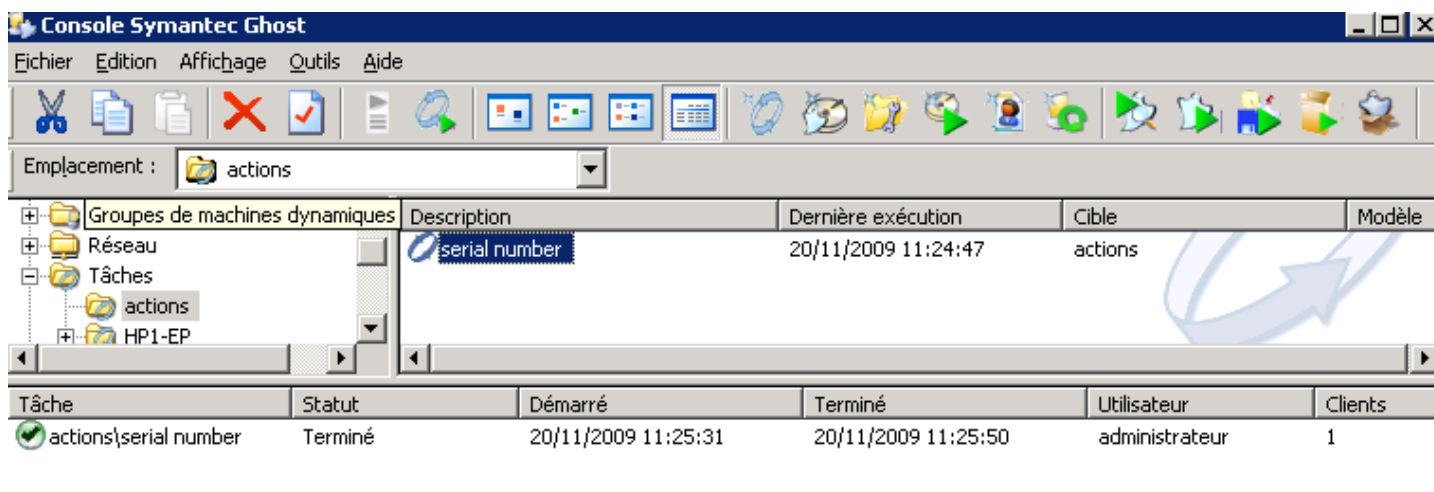 Console Symantec Ghost
Fichier Edition Affichage Outils Aide
Emplacement : actions
Groupes de machines dynamiques Description Dernière exécution Cible Modèle
Réseau serial number 20/11/2009 11:24:47 actions
Tâches
actions
HP1-EP
Tâche Statut Démarré Terminé Utilisateur Clients
actions\serial number Terminé 20/11/2009 11:25:31 20/11/2009 11:25:50 administrateur 1